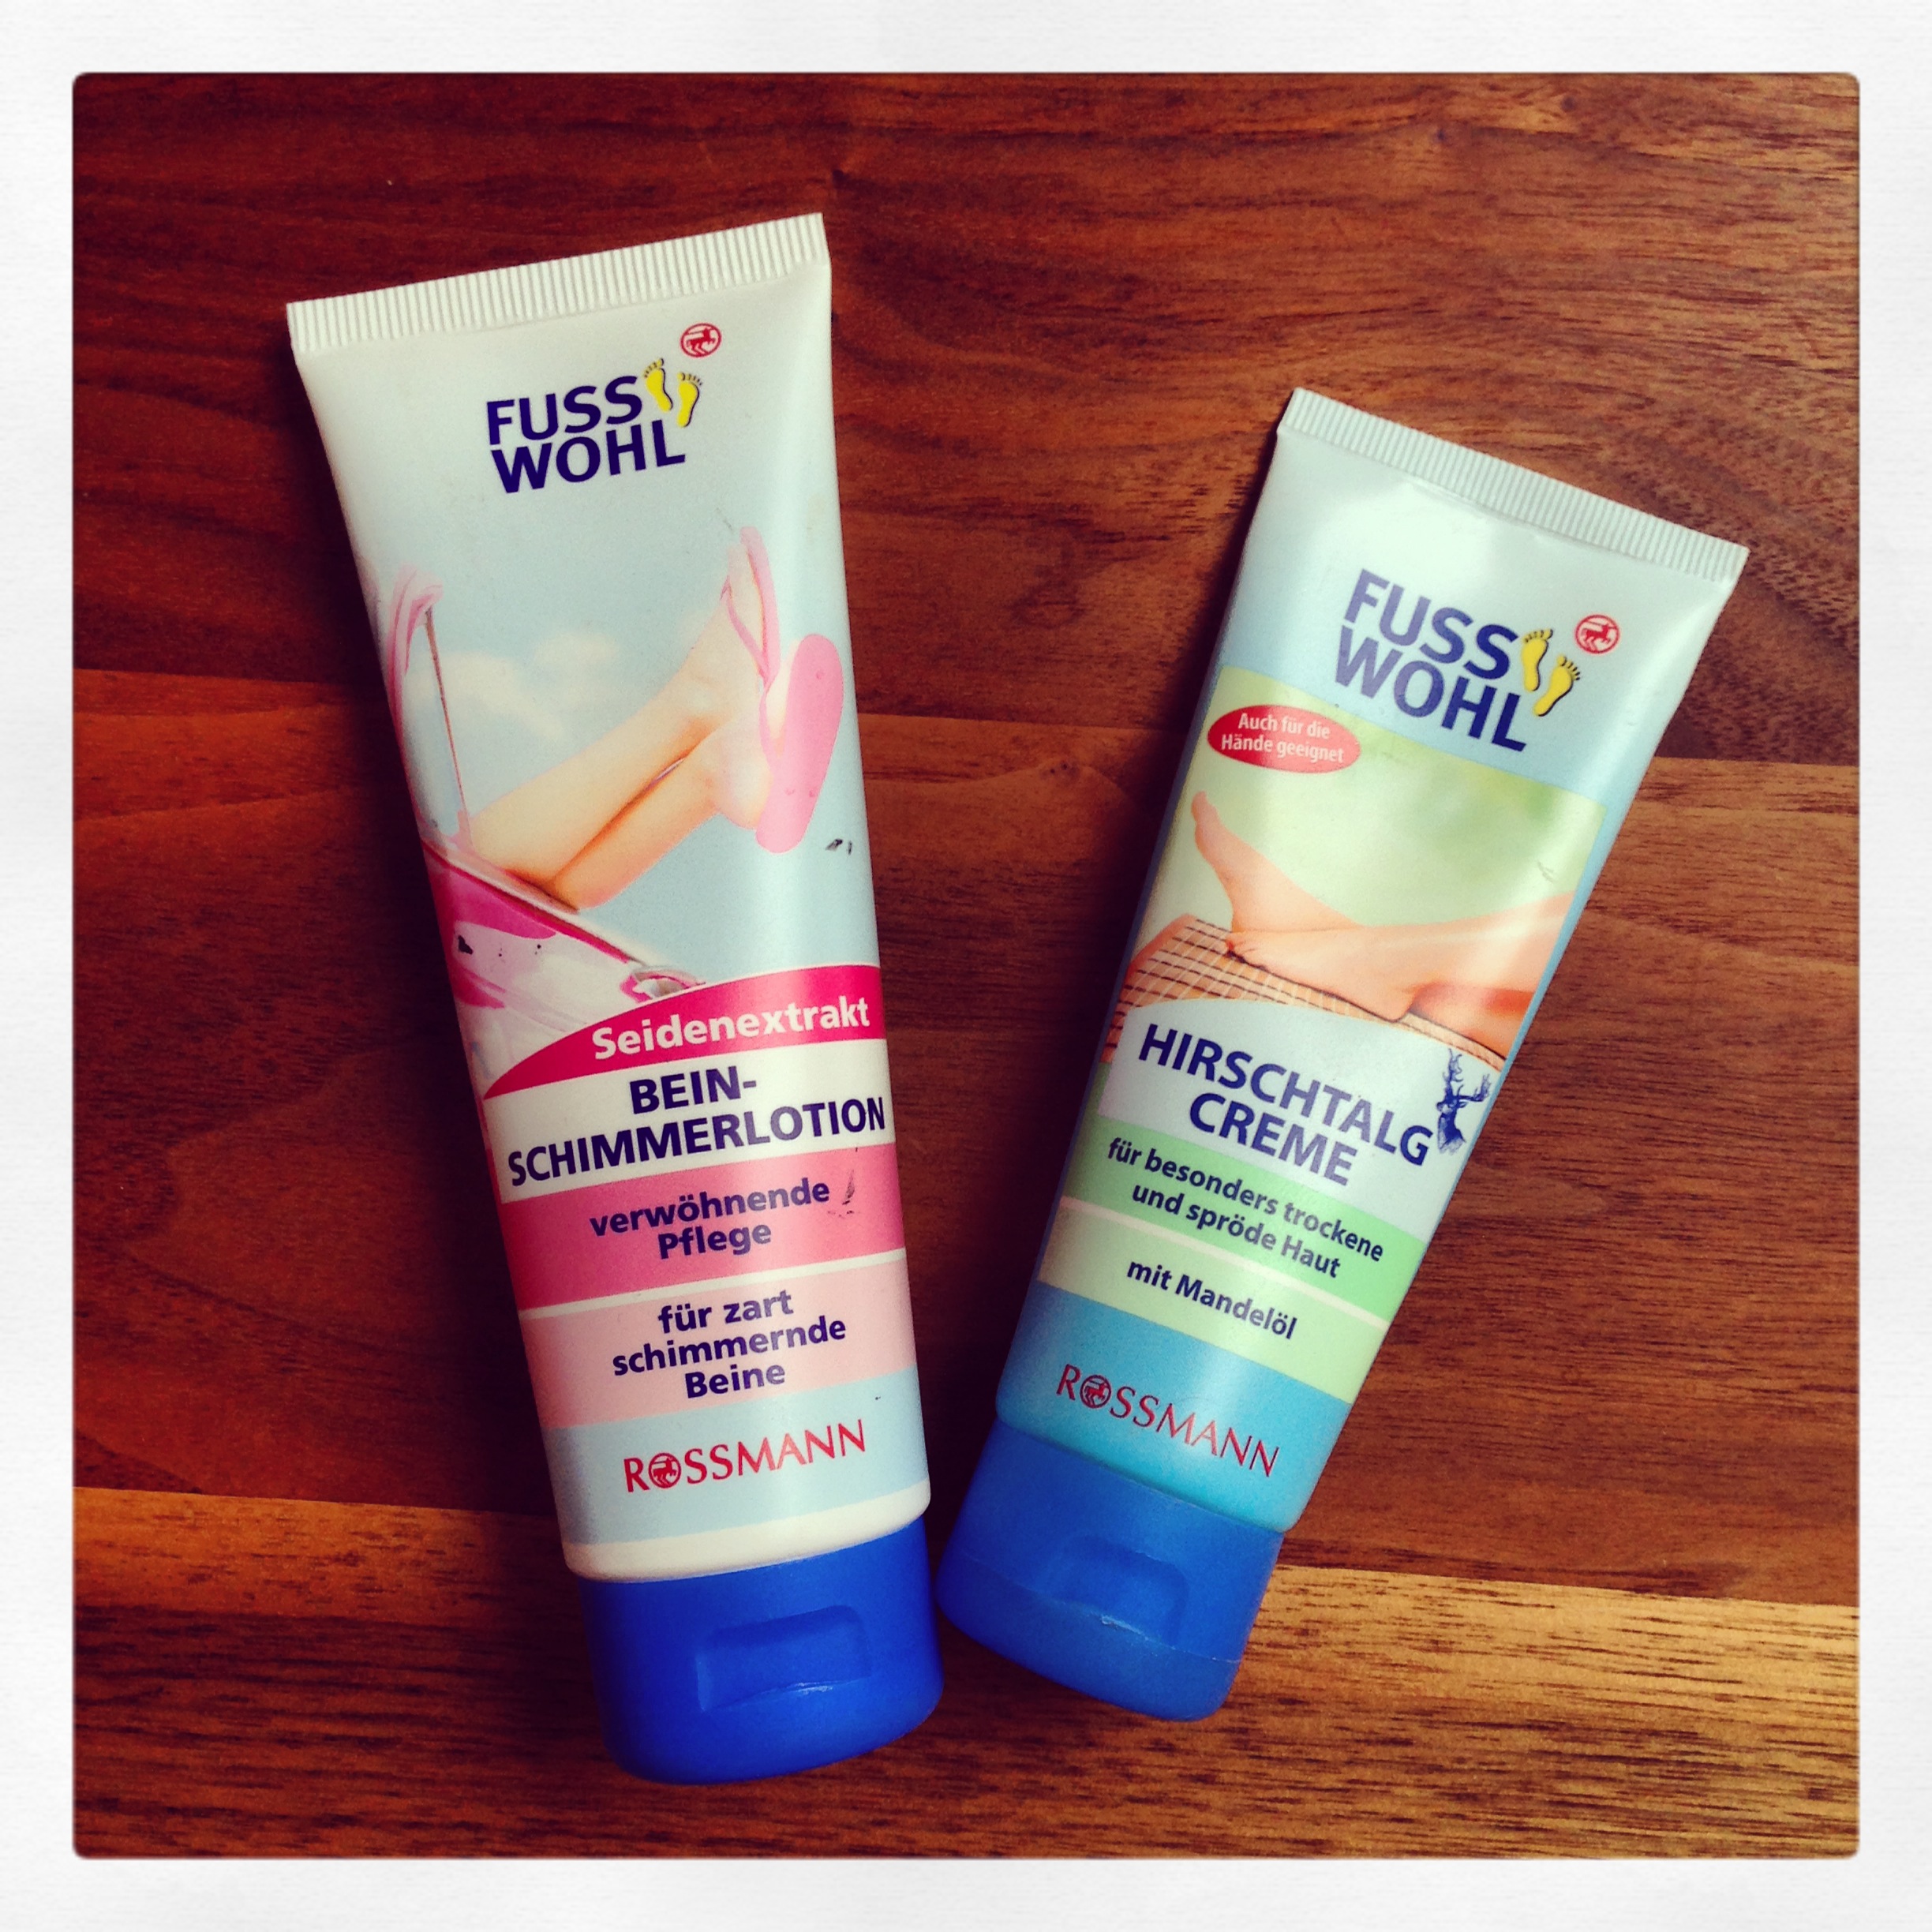 FUSS
WOHL
Seidenextrakt
BEIN-
SCHIMMERLOTION
verwöhnende
Pflege
für zart
schimmernde
Beine
ROSSMANN
FUSS
WOHL
Auch für die
Hände geeignet
HIRSCHTALG
CREME
für besonders trockene
und spröde Haut
mit Mandelöl
ROSSMANN